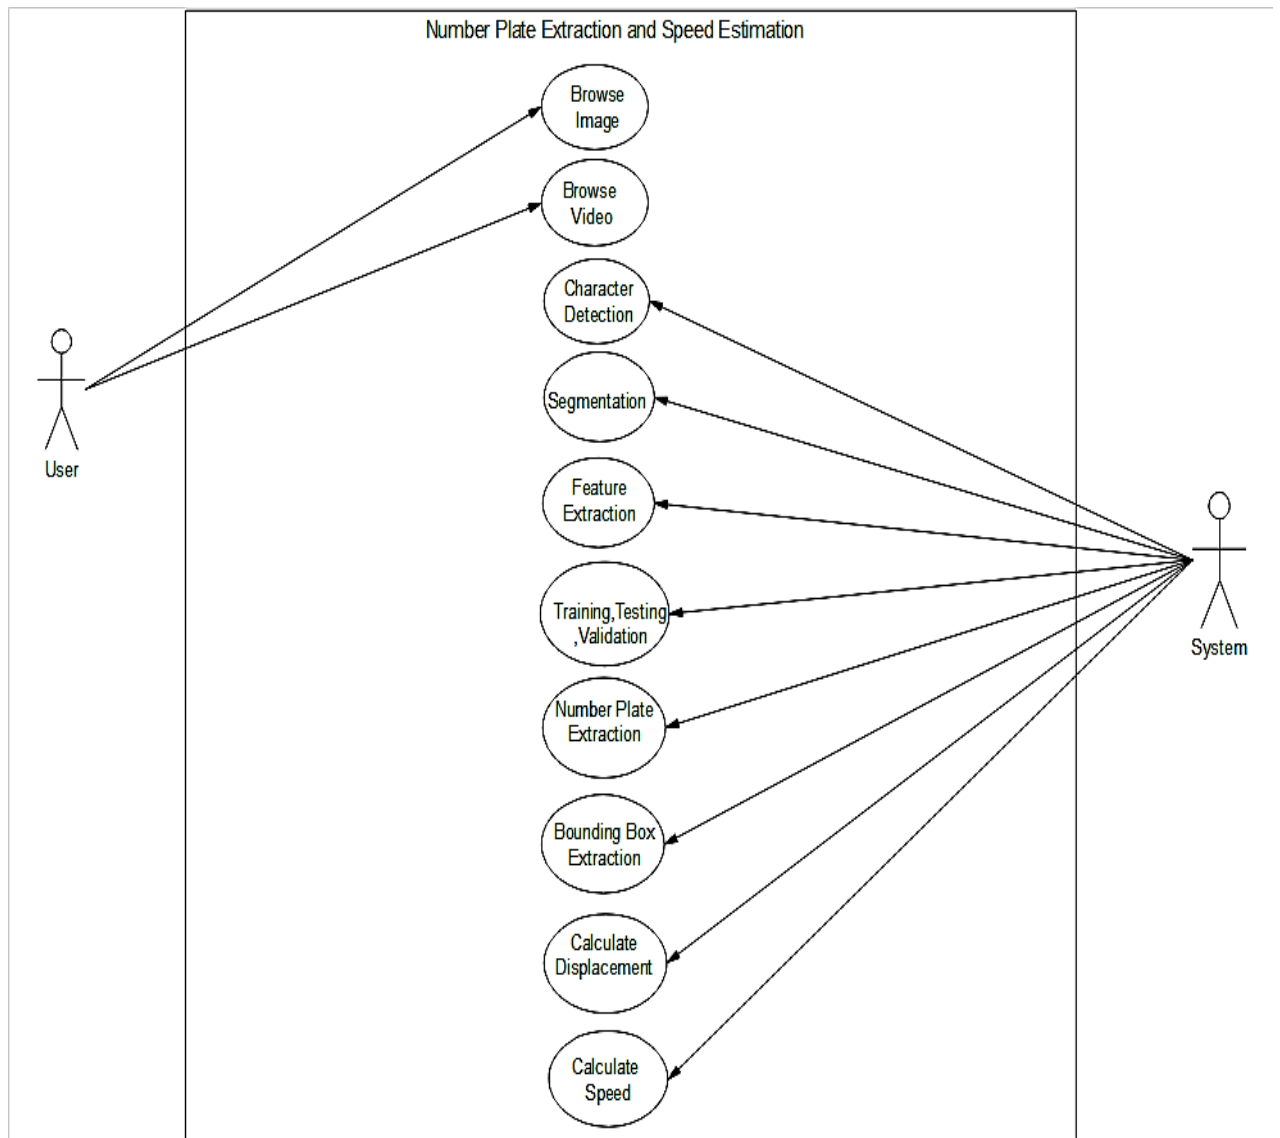 Number Plate Extraction and Speed Estimation
Browse
Image
Browse
Video
Character
Detection
Segmentation
Feature
Extraction
Training,Testing
,Validation
Number Plate
Extraction
Bounding Box
Extraction
Calculate
Displacement
Calculate
Speed
User
System